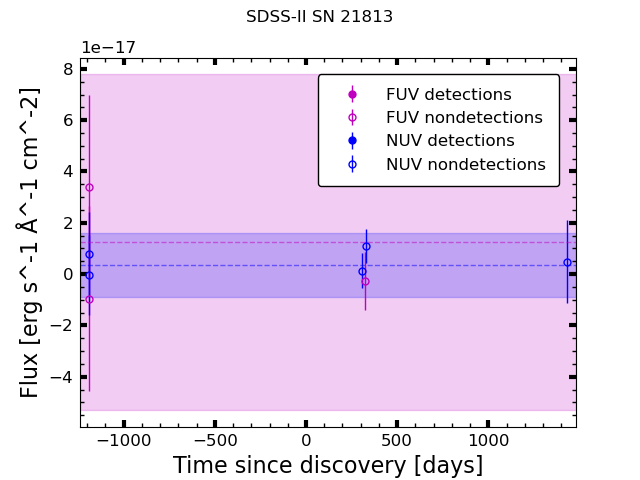 SDSS-II SN 21813
1e−17
8
6
4
2
0
−2
−4
−1000
−500
0
500
1000
FUV detections
FUV nondetections
NUV detections
NUV nondetections
Flux [erg s^-1 Å^-1 cm^-2]
Time since discovery [days]